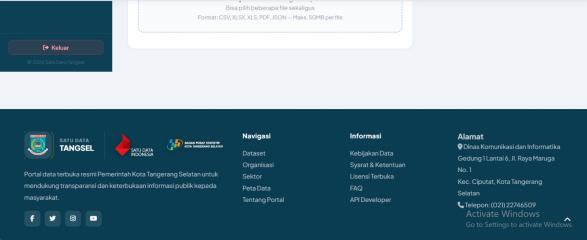 Bisa pilih beberapa file sekaligus
Format: CSV, XLSX, XLS, PDF, JSON — Maks. 50MB per file
Keluar
© 2026 Satu Data Tangsel
SATU DATA
TANGSEL
SATU DATA
INDONESIA
BADAN PUSAT STATISTIK
KOTA TANGERANG SELATAN
Portal data terbuka resmi Pemerintah Kota Tangerang Selatan untuk
mendukung transparansi dan keterbukaan informasi publik kepada
masyarakat.
Navigasi
Dataset
Organisasi
Sektor
Peta Data
Tentang Portal
Informasi
Kebijakan Data
Syarat & Ketentuan
Lisensi Terbuka
FAQ
API Developer
Alamat
Dinas Komunikasi dan Informatika
Gedung 1 Lantai 6, Jl. Raya Maruga
No. 1
Kec. Ciputat, Kota Tangerang
Selatan
Telepon: (021) 22746509
Activate Windows
Go to Settings to activate Windows.